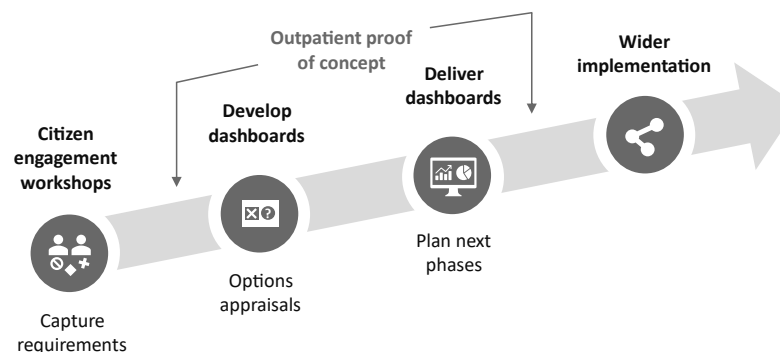 Outpatient proof
of concept
Wider
implementation
Deliver
dashboards
Develop
dashboards
Citizen
engagement
workshops
Plan next
phases
Options
appraisals
Capture
requirements